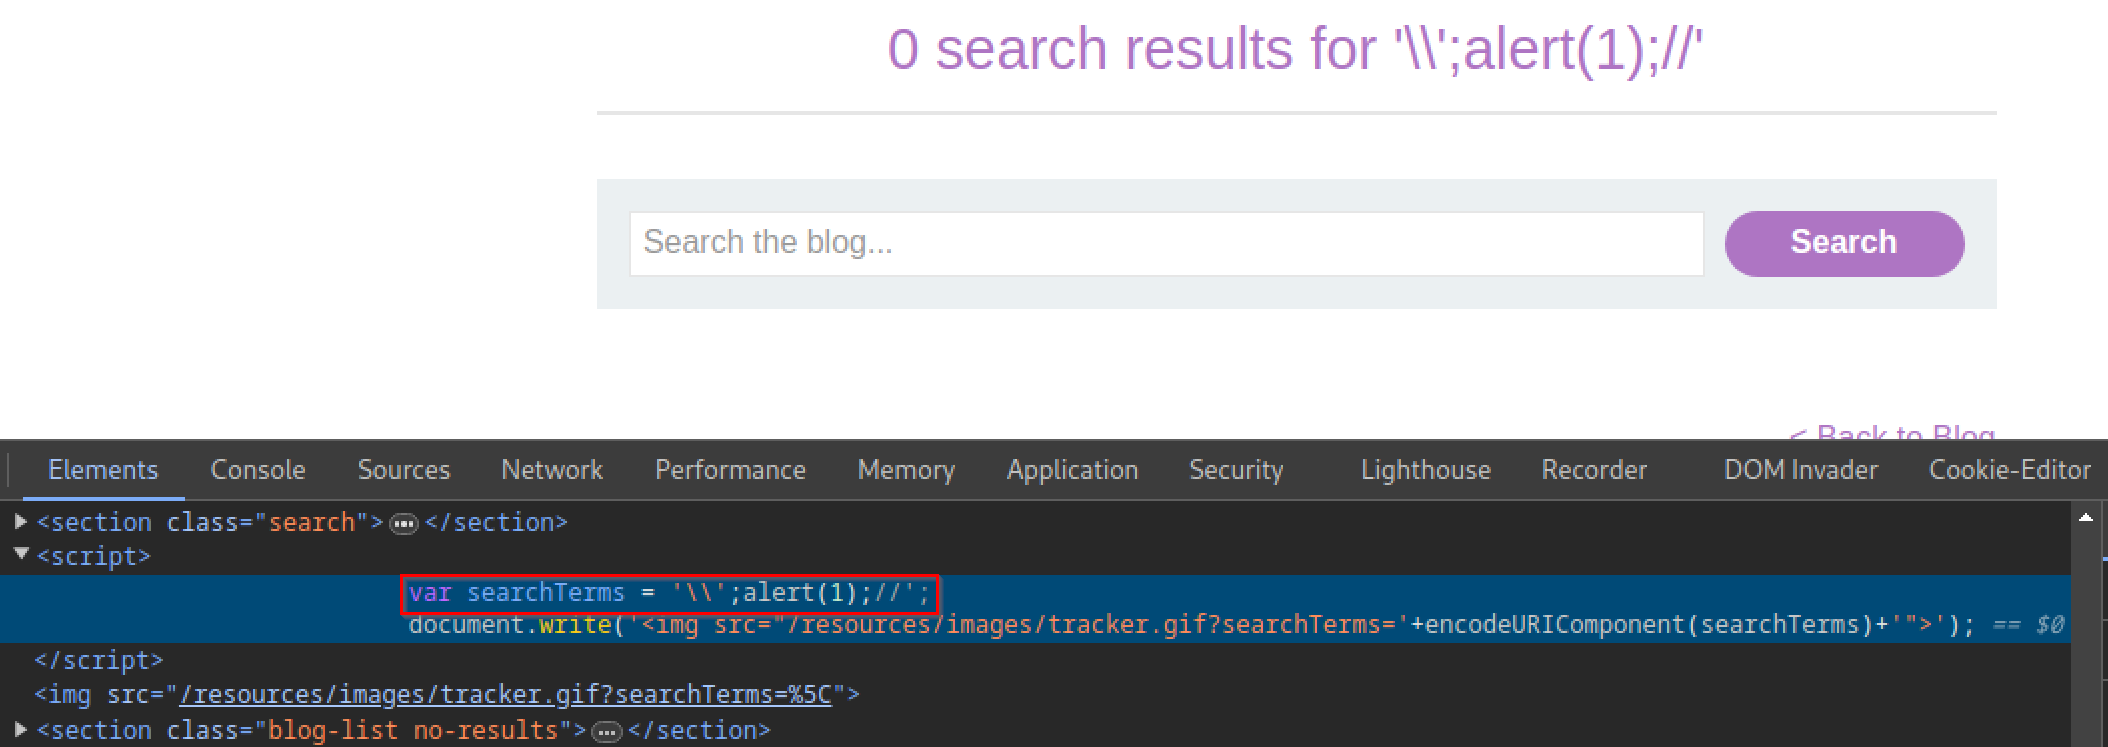 0 search results for '\\';alert(1);//'
Search the blog...
Search
< Back to Blog
Elements Console Sources Network Performance Memory Application Security Lighthouse Recorder DOM Invader Cookie-Editor
<section class="search">…</section>
<script>
var searchTerms = '\\';alert(1);//';
document.write('<img src="/resources/images/tracker.gif?searchTerms='+encodeURIComponent(searchTerms)+'">'); == $0
</script>
<img src="/resources/images/tracker.gif?searchTerms=%5C">
<section class="blog-list no-results">…</section>